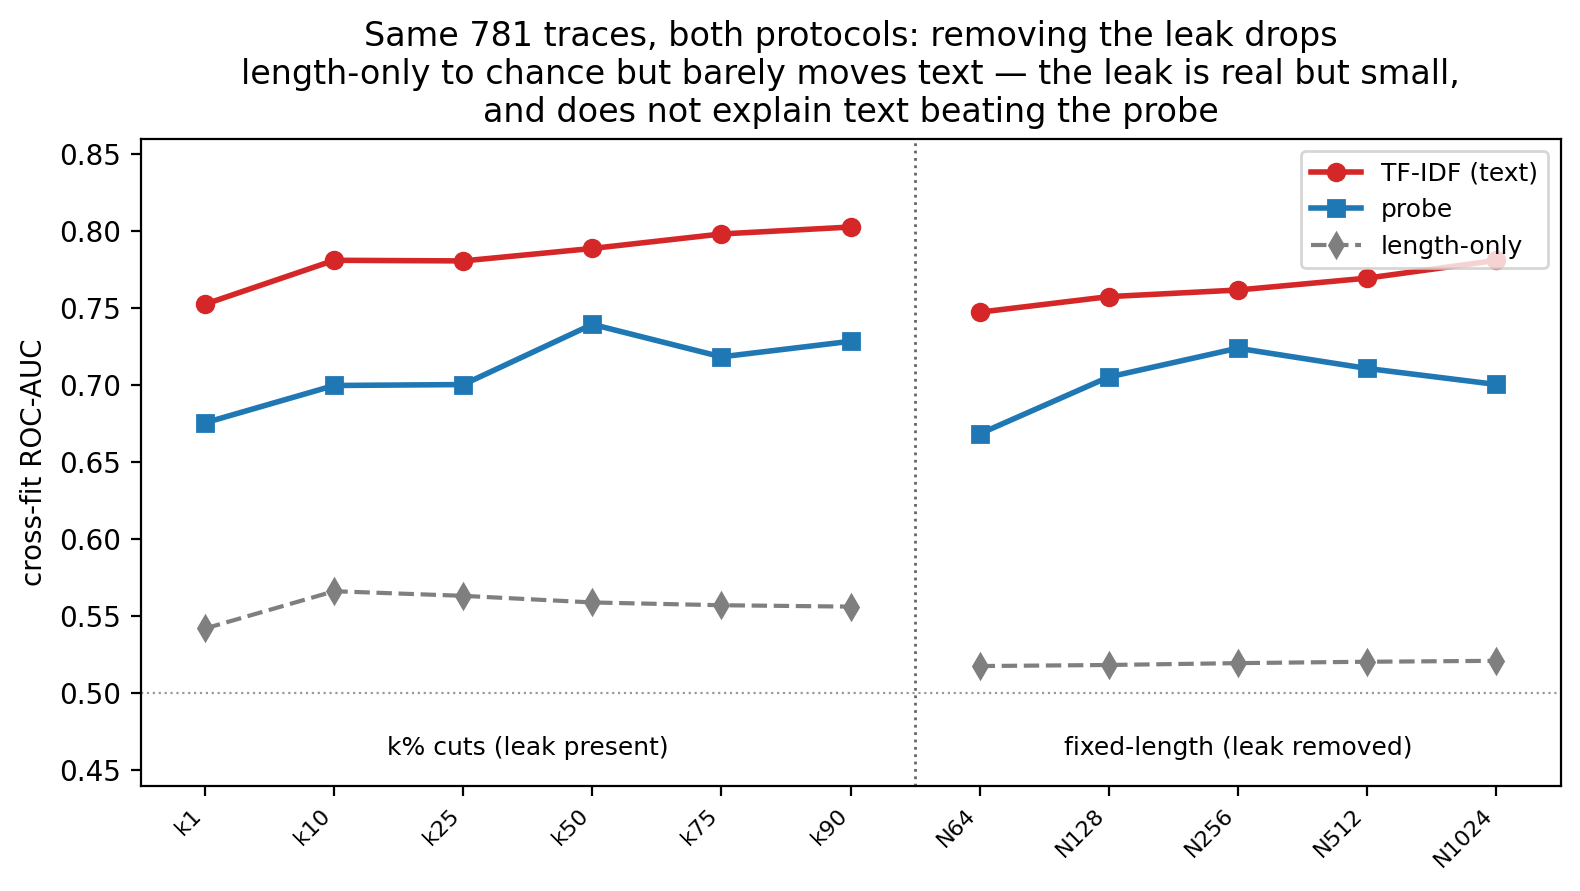 Same 781 traces, both protocols: removing the leak drops
length-only to chance but barely moves text — the leak is real but small,
and does not explain text beating the probe
cross-fit ROC-AUC
0.85
0.80
0.75
0.70
0.65
0.60
0.55
0.50
0.45
TF-IDF (text)
probe
length-only
k% cuts (leak present)
fixed-length (leak removed)
k1
k10
k25
k50
k75
k90
N64
N128
N256
N512
N1024